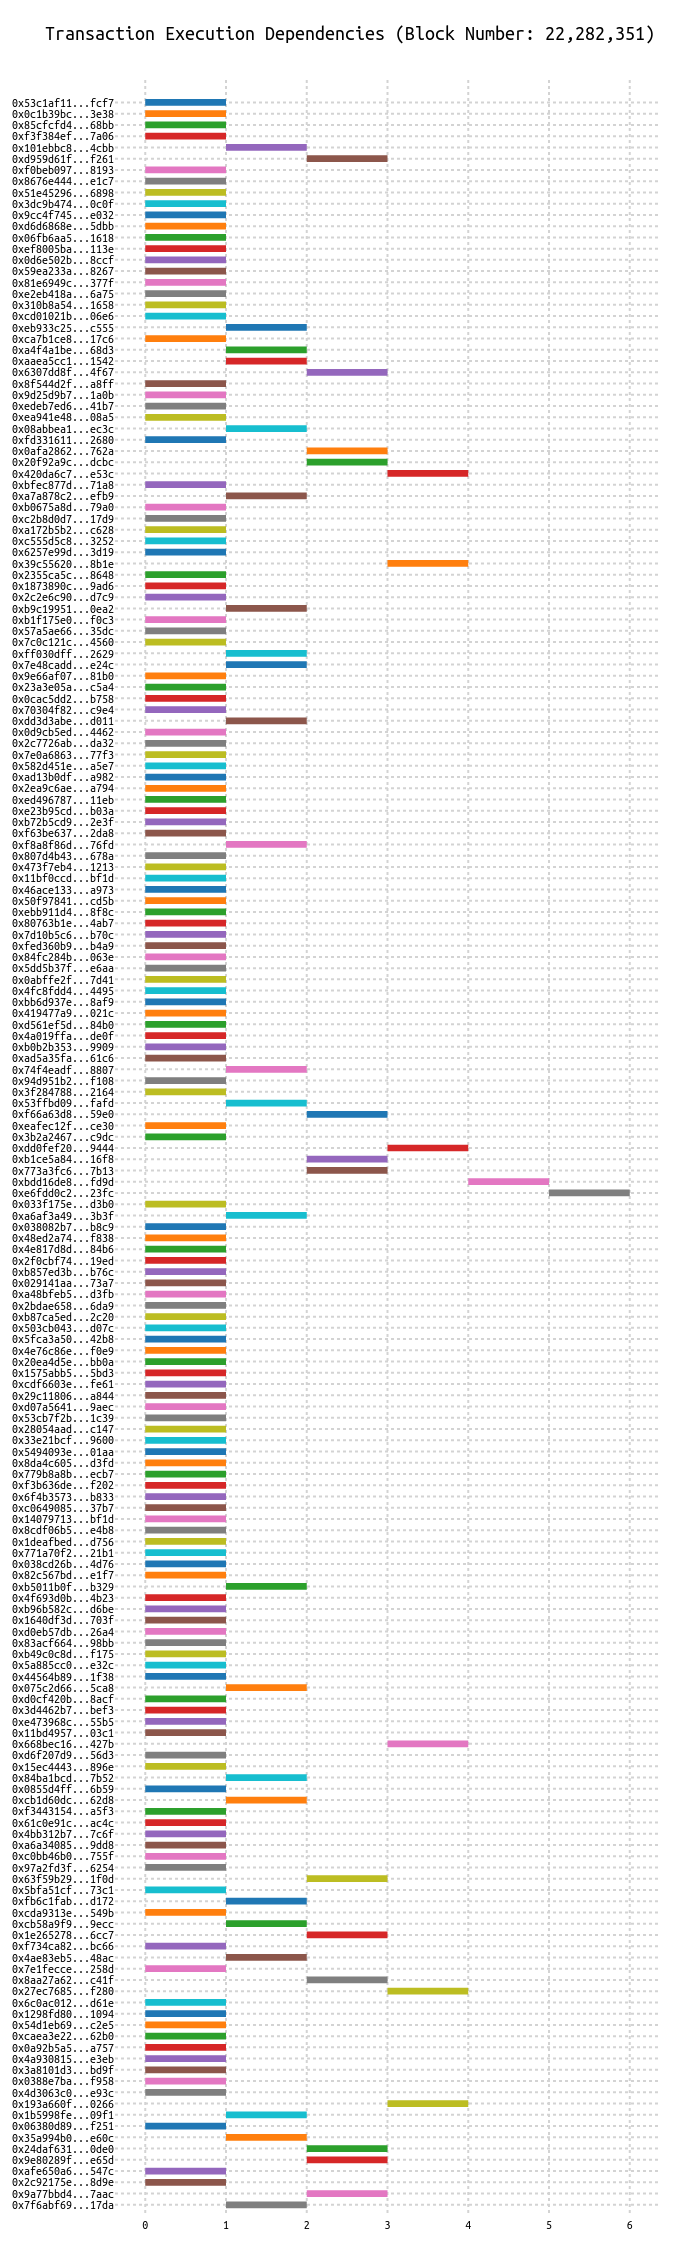 Transaction Execution Dependencies (Block Number: 22,282,351)
0x53c1af11...fcf7
0x0c1b39bc...3e38
0x85cfcfd4...68bb
0xf3f384ef...7a06
0x101ebbc8...4cbb
0xd959d61f...f261
0xf0beb097...8193
0x8676e444...e1c7
0x51e45296...6898
0x3dc9b474...0c0f
0x9cc4f745...e032
0xd6d6868e...5dbb
0x06fb6aa5...1618
0xef8005ba...113e
0x0d6e502b...8ccf
0x59ea233a...8267
0x81e6949c...377f
0xe2eb418a...6a75
0x310b8a54...1658
0xcd01021b...06e6
0xeb933c25...c555
0xca7b1ce8...17c6
0xa4f4a1be...68d3
0xaaea5cc1...1542
0x6307dd8f...4f67
0x8f544d2f...a8ff
0x9d25d9b7...1a0b
0xedeb7ed6...41b7
0xea941e48...08a5
0x08abbea1...ec3c
0xfd331611...2680
0x0afa2862...762a
0x20f92a9c...dcbc
0x420da6c7...e53c
0xbfec877d...71a8
0xa7a878c2...efb9
0xb0675a8d...79a0
0xc2b8d0d7...17d9
0xa172b5b2...c628
0xc555d5c8...3252
0x6257e99d...3d19
0x39c55620...8b1e
0x2355ca5c...8648
0x1873890c...9ad6
0x2c2e6c90...d7c9
0xb9c19951...0ea2
0xb1f175e0...f0c3
0x57a5ae66...35dc
0x7c0c121c...4560
0xff030dff...2629
0x7e48cadd...e24c
0x9e66af07...81b0
0x23a3e05a...c5a4
0x0cac5dd2...b758
0x70304f82...c9e4
0xdd3d3abe...d011
0x0d9cb5ed...4462
0x2c7726ab...da32
0x7e0a6863...77f3
0x582d451e...a5e7
0xad13b0df...a982
0x2ea9c6ae...a794
0xed496787...11eb
0xe23b95cd...b03a
0xb72b5cd9...2e3f
0xf63be637...2da8
0xf8a8f86d...76fd
0x807d4b43...678a
0x473f7eb4...1213
0x11bf0ccd...bf1d
0x46ace133...a973
0x50f97841...cd5b
0xebb911d4...8f8c
0x80763b1e...4ab7
0x7d10b5c6...b70c
0xfed360b9...b4a9
0x84fc284b...063e
0x5dd5b37f...e6aa
0x0abffe2f...7d41
0x4fc8fdd4...4495
0xbb6d937e...8af9
0x419477a9...021c
0xd561ef5d...84b0
0x4a019ffa...de0f
0xb0b2b353...9909
0xad5a35fa...61c6
0x74f4eadf...8807
0x94d951b2...f108
0x3f284788...2164
0x53ffbd09...fafd
0xf66a63d8...59e0
0xeafec12f...ce30
0x3b2a2467...c9dc
0xdd0fef20...9444
0xb1ce5a84...16f8
0x773a3fc6...7b13
0xbdd16de8...fd9d
0xe6fdd0c2...23fc
0x033f175e...d3b0
0xa6af3a49...3b3f
0x038082b7...b8c9
0x48ed2a74...f838
0x4e817d8d...84b6
0x2f0cbf74...19ed
0xb857ed3b...b76c
0x029141aa...73a7
0xa48bfeb5...d3fb
0x2bdae658...6da9
0xb87ca5ed...2c20
0x503cb043...d07c
0x5fca3a50...42b8
0x4e76c86e...f0e9
0x20ea4d5e...bb0a
0x1575abb5...5bd3
0xcdf6603e...fe61
0x29c11806...a844
0xd07a5641...9aec
0x53cb7f2b...1c39
0x28054aad...c147
0x33e21bcf...9600
0x5494093e...01aa
0x8da4c605...d3fd
0x779b8a8b...ecb7
0xf3b636de...f202
0x6f4b3573...b833
0xc0649085...37b7
0x14079713...bf1d
0x8cdf06b5...e4b8
0x1deafbed...d756
0x771a70f2...21b1
0x038cd26b...4d76
0x82c567bd...e1f7
0xb5011b0f...b329
0x4f693d0b...4b23
0xb96b582c...d6be
0x1640df3d...703f
0xd0eb57db...26a4
0x83acf664...98bb
0xb49c0c8d...f175
0x5a885cc0...e32c
0x44564b89...1f38
0x075c2d66...5ca8
0xd0cf420b...8acf
0x3d4462b7...bef3
0xe473968c...55b5
0x11bd4957...03c1
0x668bec16...427b
0xd6f207d9...56d3
0x15ec4443...896e
0x84ba1bcd...7b52
0x0855d4ff...6b59
0xcb1d60dc...62d8
0xf3443154...a5f3
0x61c0e91c...ac4c
0x4bb312b7...7c6f
0xa6a34085...9dd8
0xc0bb46b0...755f
0x97a2fd3f...6254
0x63f59b29...1f0d
0x5bfa51cf...73c1
0xfb6c1fab...d172
0xcda9313e...549b
0xcb58a9f9...9ecc
0x1e265278...6cc7
0xf734ca82...bc66
0x4ae83eb5...48ac
0x7e1fecce...258d
0x8aa27a62...c41f
0x27ec7685...f280
0x6c0ac012...d61e
0x1298fd80...1094
0x54d1eb69...c2e5
0xcaea3e22...62b0
0x0a92b5a5...a757
0x4a930815...e3eb
0x3a8101d3...bd9f
0x0388e7ba...f958
0x4d3063c0...e93c
0x193a660f...0266
0x1b5998fe...09f1
0x06380d89...f251
0x35a994b0...e60c
0x24daf631...0de0
0x9e80289f...e65d
0xafe650a6...547c
0x2c92175e...8d9e
0x9a77bbd4...7aac
0x7f6abf69...17da
0 1 2 3 4 5 6